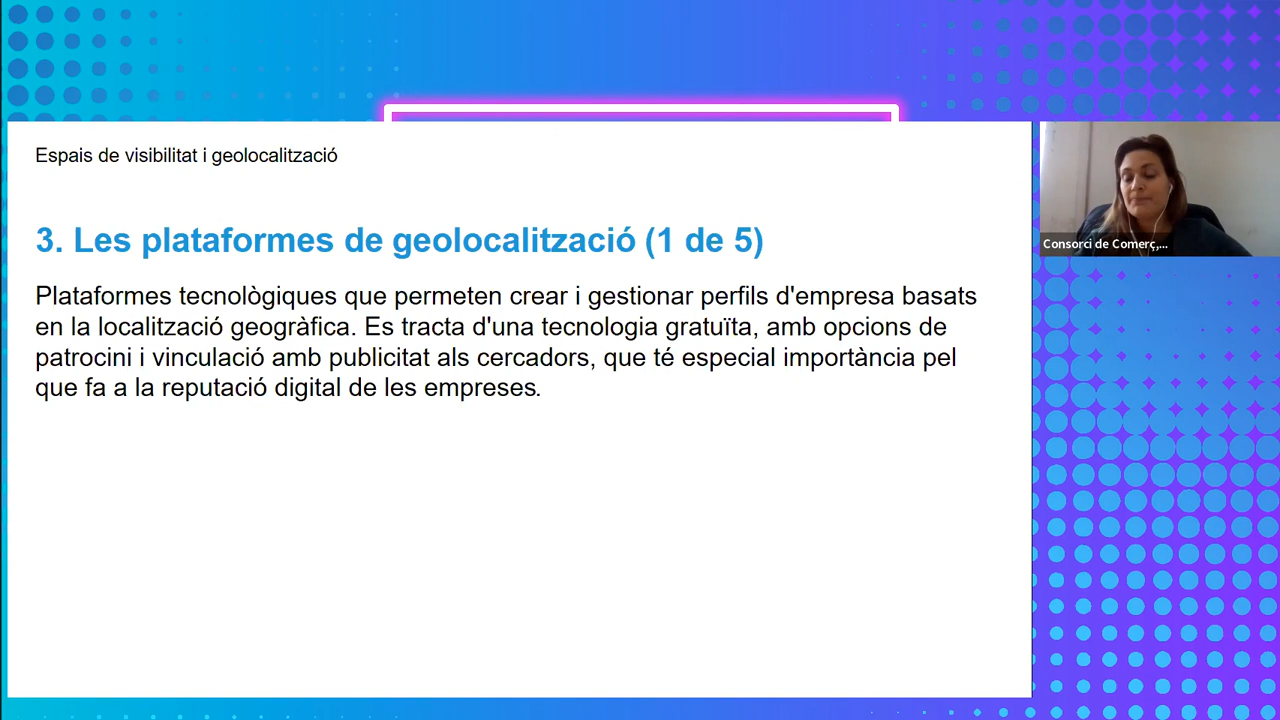 Espais de visibilitat i geolocalització
3. Les plataformes de geolocalització (1 de 5)
Plataformes tecnològiques que permeten crear i gestionar perfils d'empresa basats
en la localització geogràfica. Es tracta d'una tecnologia gratuïta, amb opcions de
patrocini i vinculació amb publicitat als cercadors, que té especial importància pel
que fa a la reputació digital de les empreses.
Consorci de Comerç,...